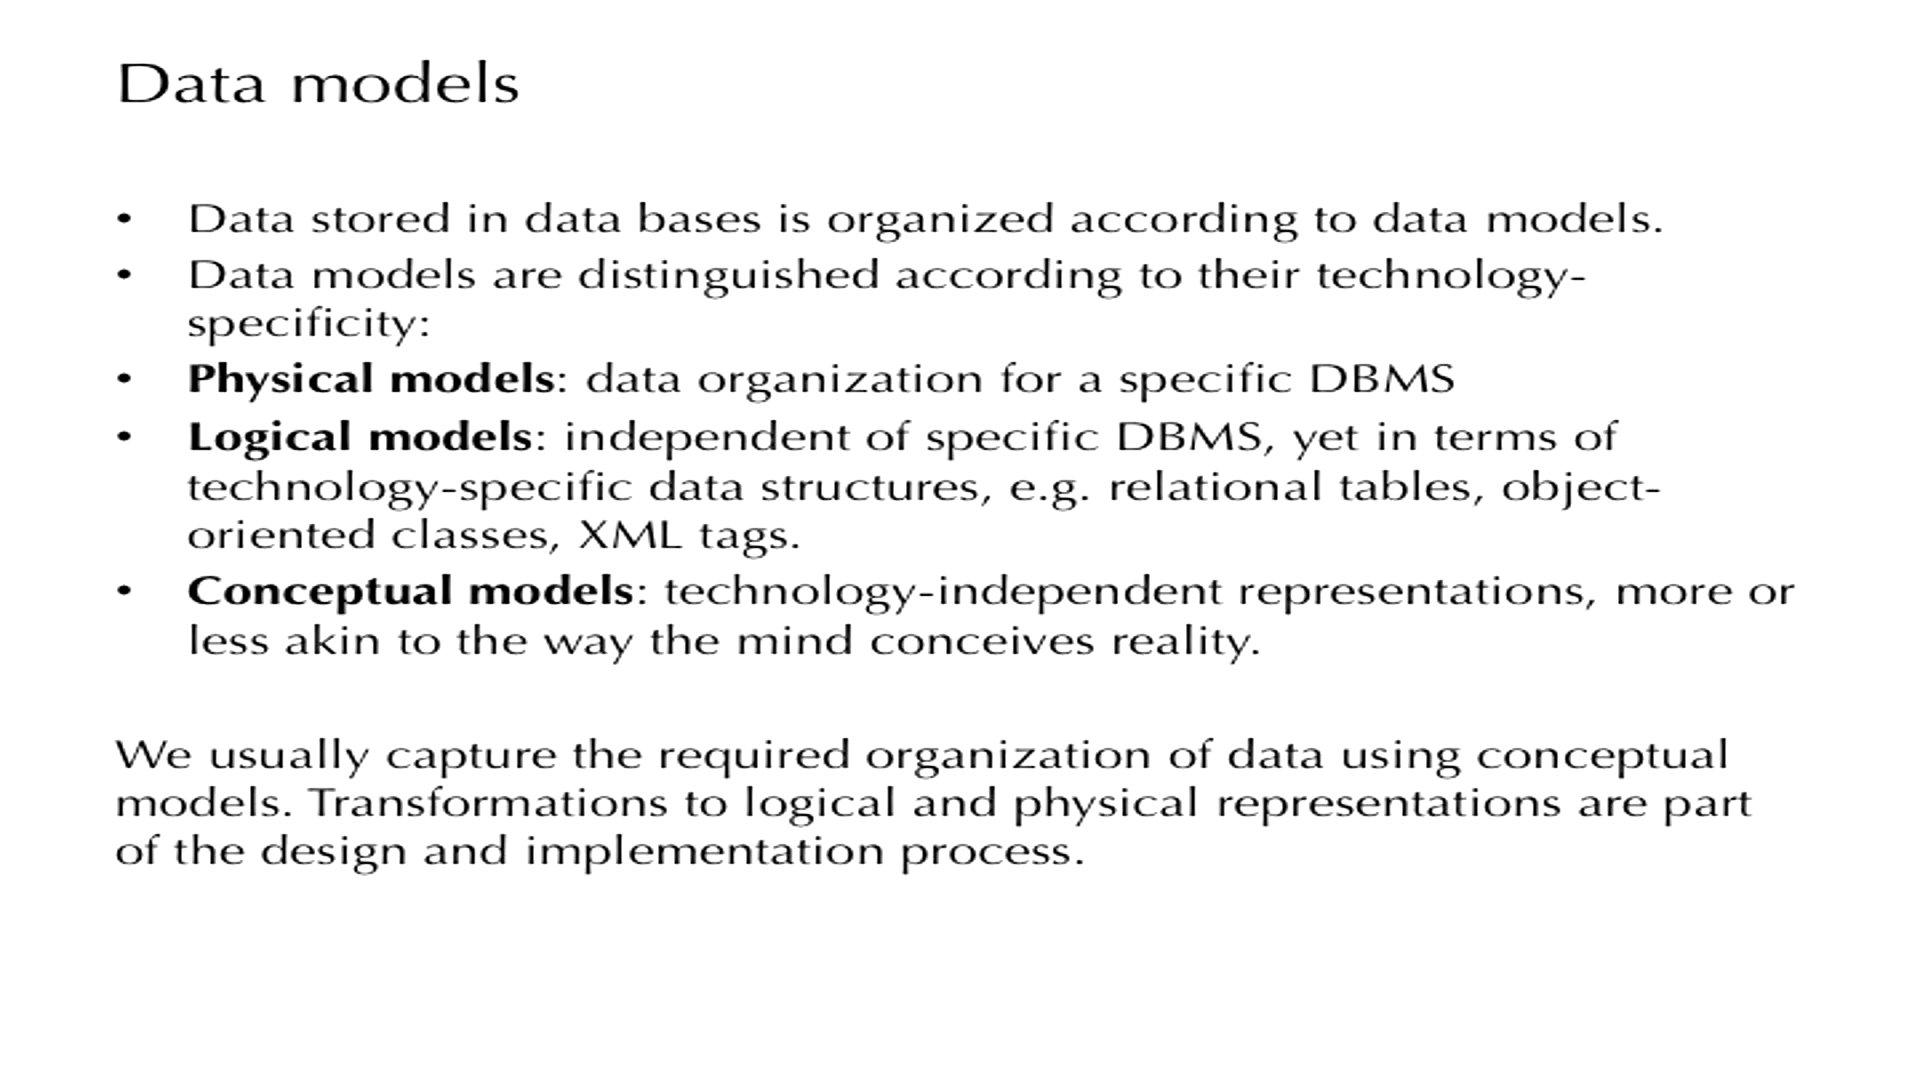 Data models
• Data stored in data bases is organized according to data models.
• Data models are distinguished according to their technology-
specificity:
• Physical models: data organization for a specific DBMS
• Logical models: independent of specific DBMS, yet in terms of
technology-specific data structures, e.g. relational tables, object-
oriented classes, XML tags.
• Conceptual models: technology-independent representations, more or
less akin to the way the mind conceives reality.
We usually capture the required organization of data using conceptual
models. Transformations to logical and physical representations are part
of the design and implementation process.